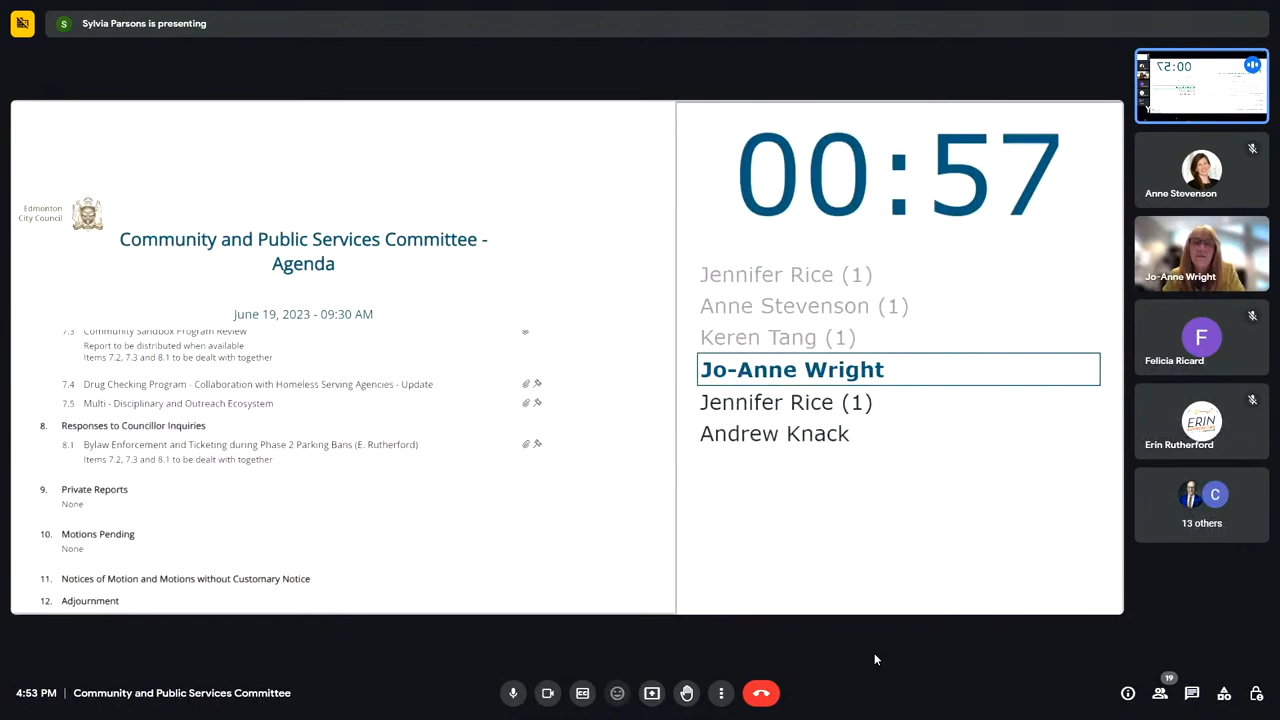 Sylvia Parsons is presenting
S
00:57
Edmonton
City Council
Community and Public Services Committee -
Agenda
June 19, 2023 - 09:30 AM
7.3 Community Sandbox Program Review
Report to be distributed when available
Items 7.2, 7.3 and 8.1 to be dealt with together
7.4 Drug Checking Program - Collaboration with Homeless Serving Agencies - Update
7.5 Multi - Disciplinary and Outreach Ecosystem
8. Responses to Councillor Inquiries
8.1 Bylaw Enforcement and Ticketing during Phase 2 Parking Bans (E. Rutherford)
Items 7.2, 7.3 and 8.1 to be dealt with together
9. Private Reports
None
10. Motions Pending
None
11. Notices of Motion and Motions without Customary Notice
12. Adjournment
Jennifer Rice (1)
Anne Stevenson (1)
Keren Tang (1)
Jo-Anne Wright
Jennifer Rice (1)
Andrew Knack
00:57
Anne Stevenson
Jo-Anne Wright
F
Felicia Ricard
ERIN
Erin Rutherford
C
13 others
4:53 PM | Community and Public Services Committee
19